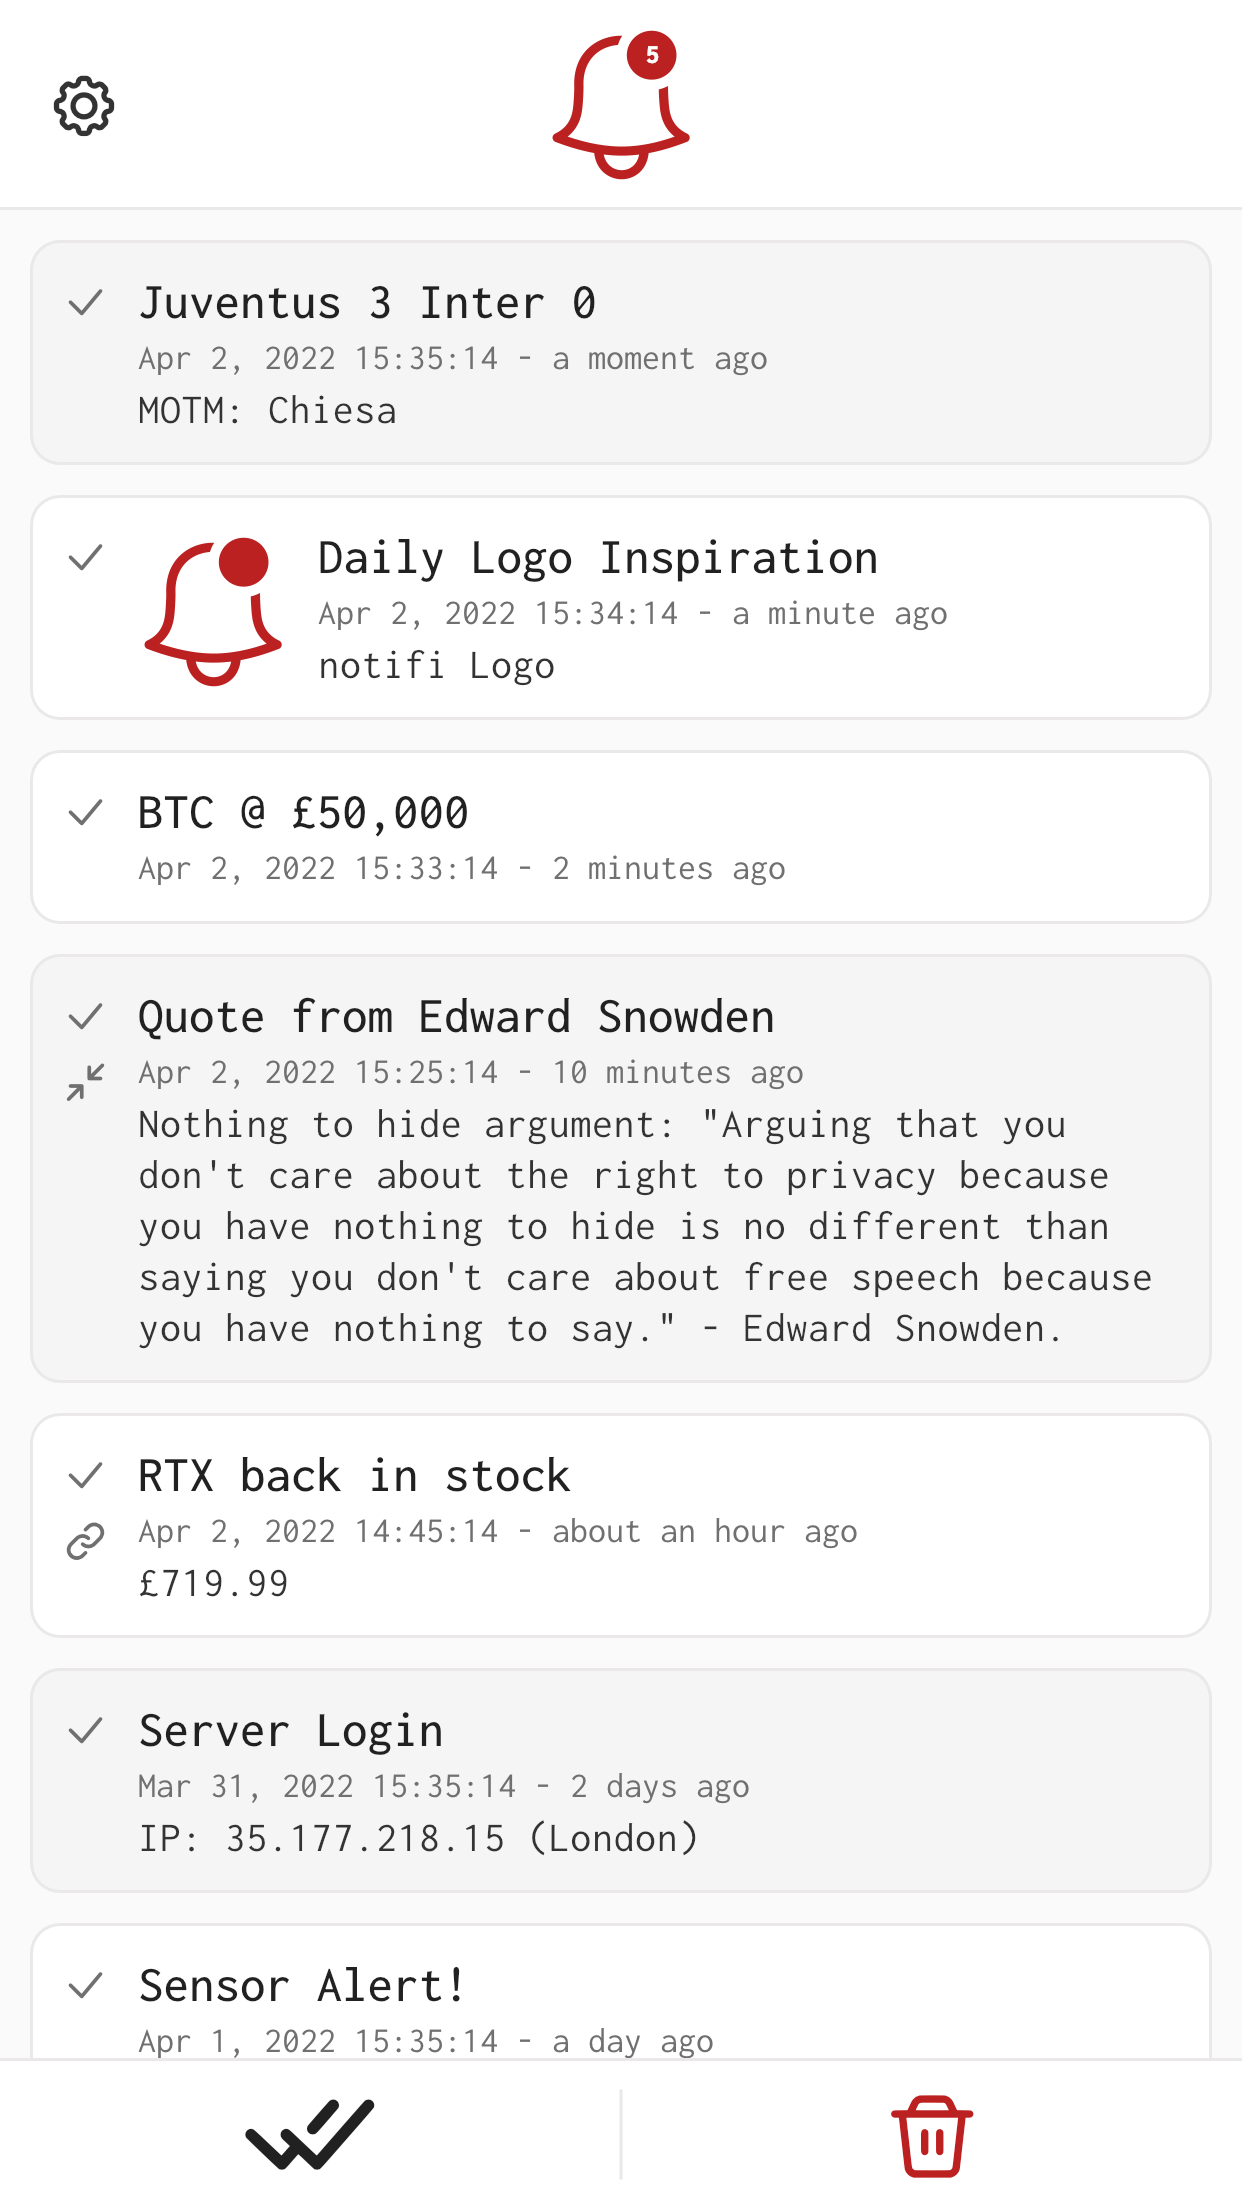 5
Juventus 3 Inter 0
Apr 2, 2022 15:35:14 - a moment ago
MOTM: Chiesa
Daily Logo Inspiration
Apr 2, 2022 15:34:14 - a minute ago
notifi Logo
BTC @ £50,000
Apr 2, 2022 15:33:14 - 2 minutes ago
Quote from Edward Snowden
Apr 2, 2022 15:25:14 - 10 minutes ago
Nothing to hide argument: "Arguing that you
don't care about the right to privacy because
you have nothing to hide is no different than
saying you don't care about free speech because
you have nothing to say." - Edward Snowden.
RTX back in stock
Apr 2, 2022 14:45:14 - about an hour ago
£719.99
Server Login
Mar 31, 2022 15:35:14 - 2 days ago
IP: 35.177.218.15 (London)
Sensor Alert!
Apr 1, 2022 15:35:14 - a day ago